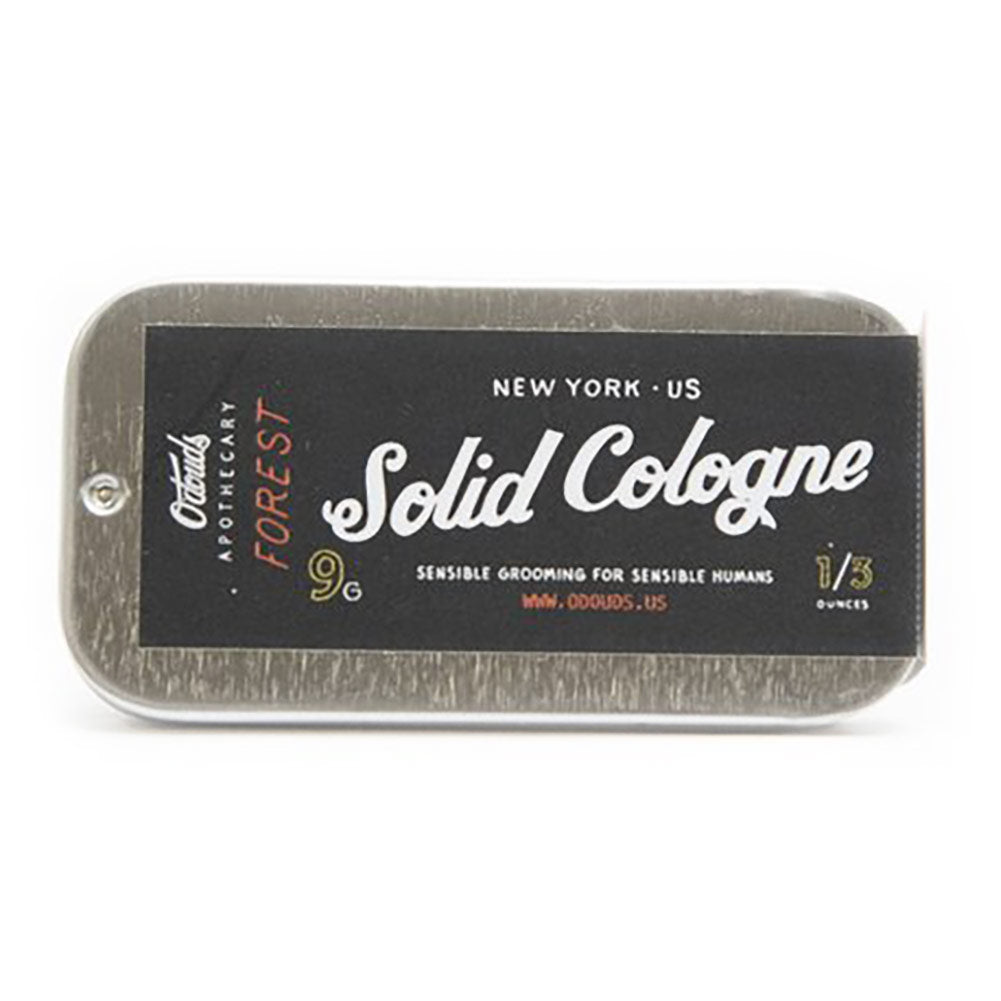 Odouds
APOTHECARY
FOREST
9G
NEW YORK · US
Solid Cologne
SENSIBLE GROOMING FOR SENSIBLE HUMANS
WWW.ODOUDS.US
1/3
OUNCES